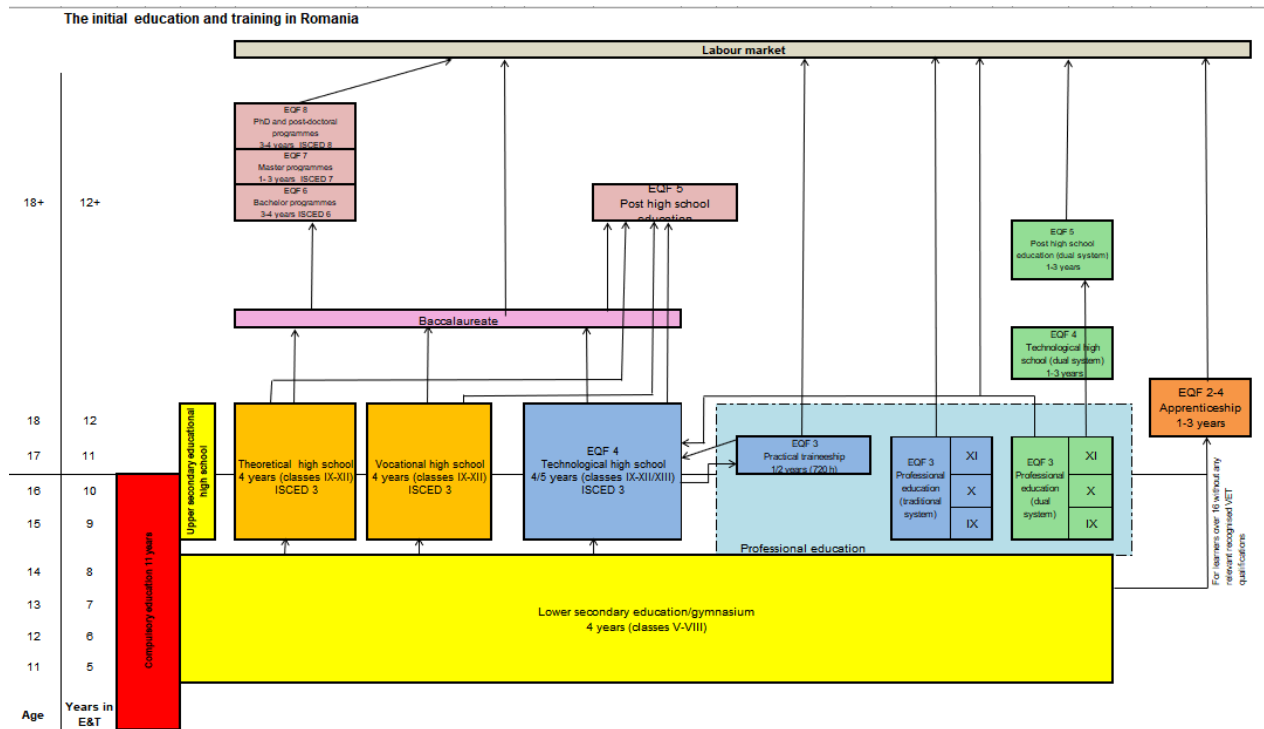 The initial education and training in Romania
Labour market
EQF 8
PhD and post-doctoral
programmes
3-4 years ISCED 8
EQF 7
Master programmes
1-3 years ISCED 7
EQF 6
Bachelor programmes
3-4 years ISCED 6
EQF 5
Post high school
education
18+
12+
EQF 5
Post high school
education (dual system)
1-3 years
Baccalaureate
EQF 4
Technological high
school (dual system)
1-3 years
EQF 2-4
Apprenticeship
1-3 years
18
12
17
11
16
10
15
9
14
8
13
7
12
6
11
5
Age
Years in
E&T
Compulsory education 11 years
Upper secondary educational
high school
Theoretical high school
4 years (classes IX-XII)
ISCED 3
Vocational high school
4 years (classes IX-XII)
ISCED 3
EQF 4
Technological high school
4/5 years (classes IX-XII/XIII)
ISCED 3
EQF 3
Practical traineeship
1/2 years (720 h)
EQF 3
Professional
education
(traditional
system)
XI
X
IX
EQF 3
Professional
education
(dual
system)
XI
X
IX
Professional education
For learners over 16 without any
relevant recognised VET
qualifications
Lower secondary education/gymnasium
4 years (classes V-VIII)